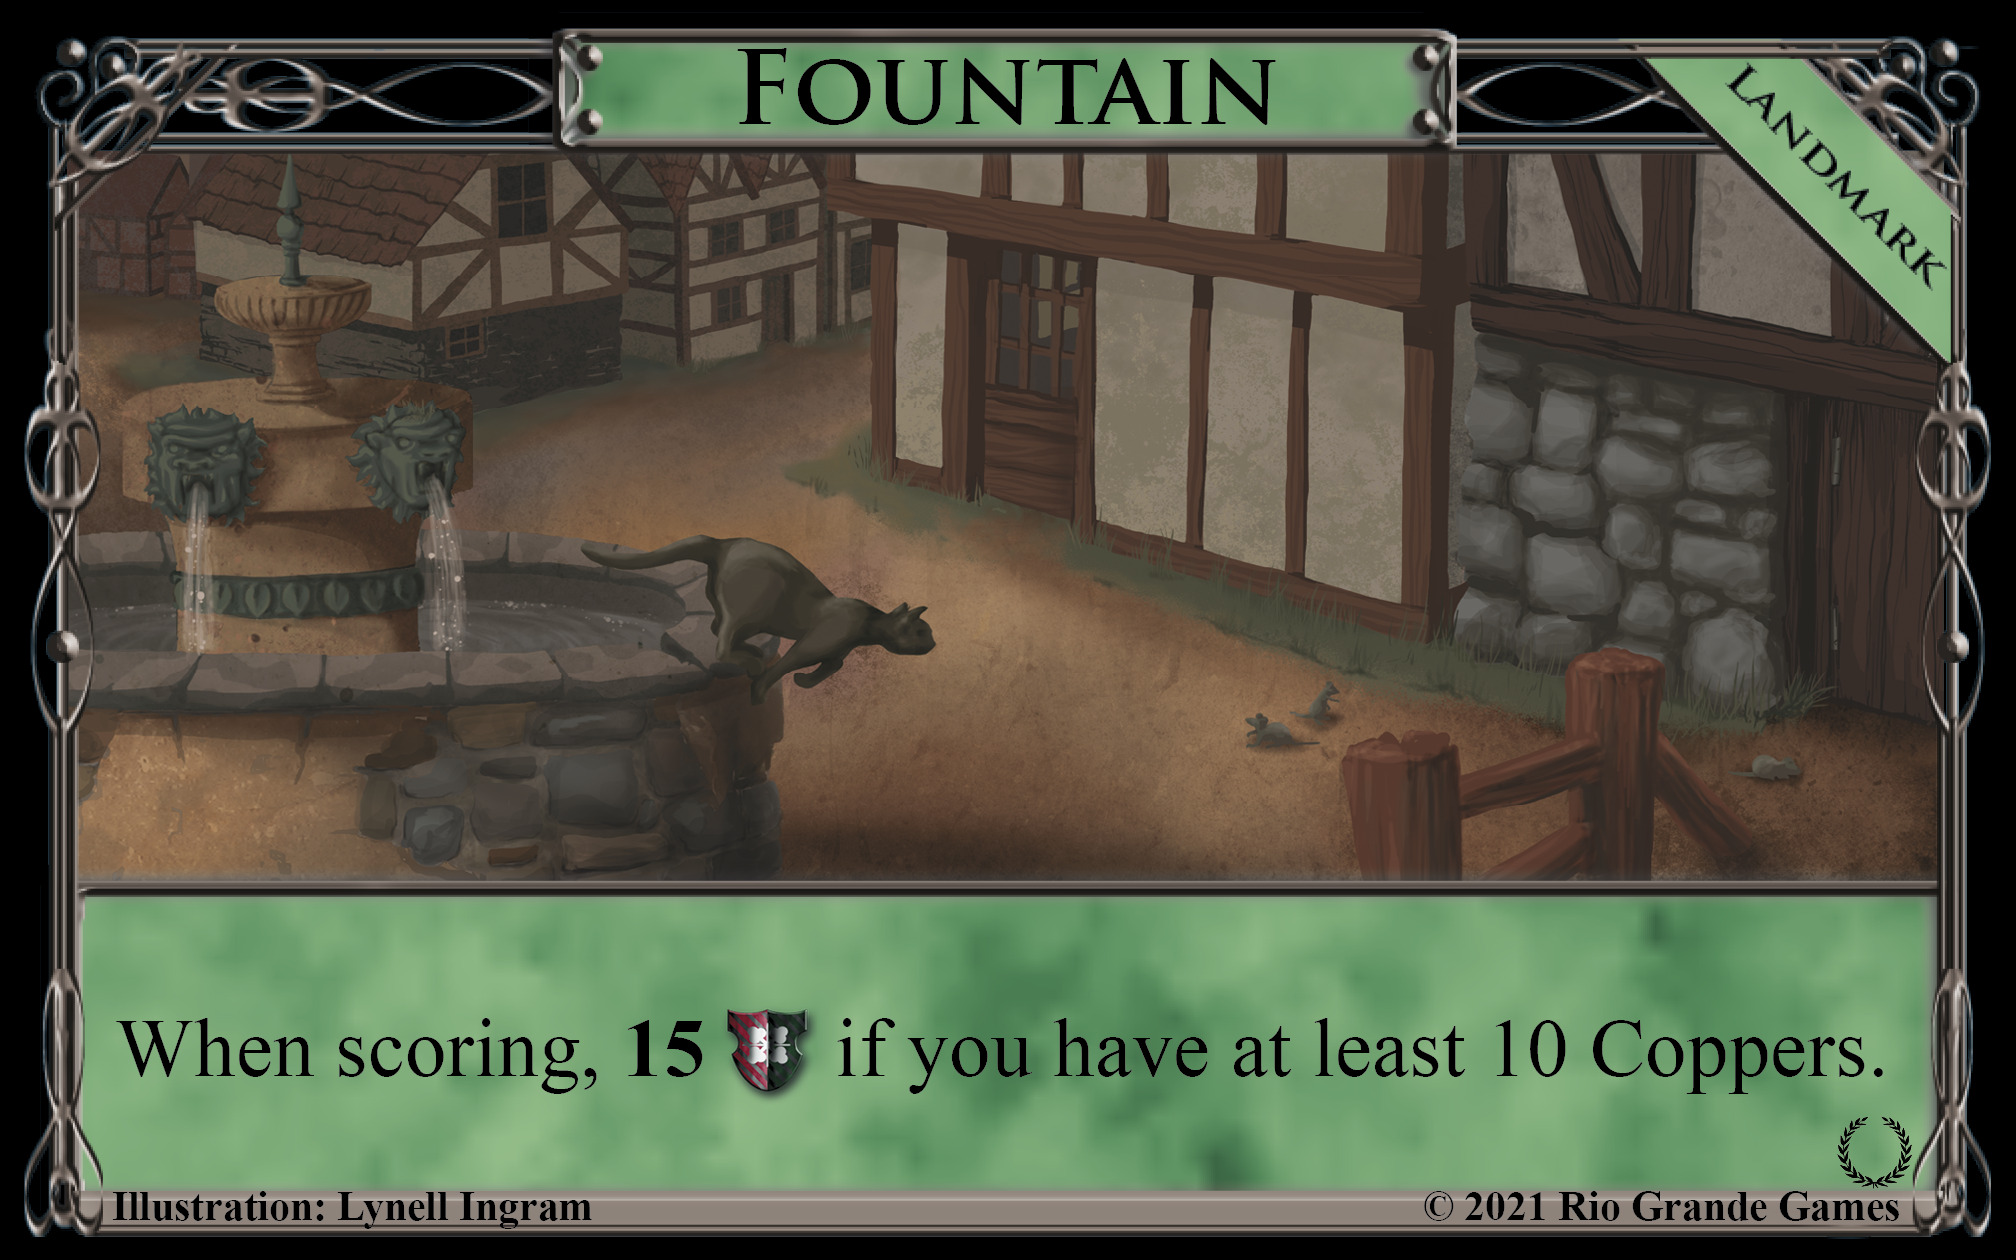 FOUNTAIN
LANDMARK
When scoring, 15 if you have at least 10 Coppers.
Illustration: Lynell Ingram
© 2021 Rio Grande Games